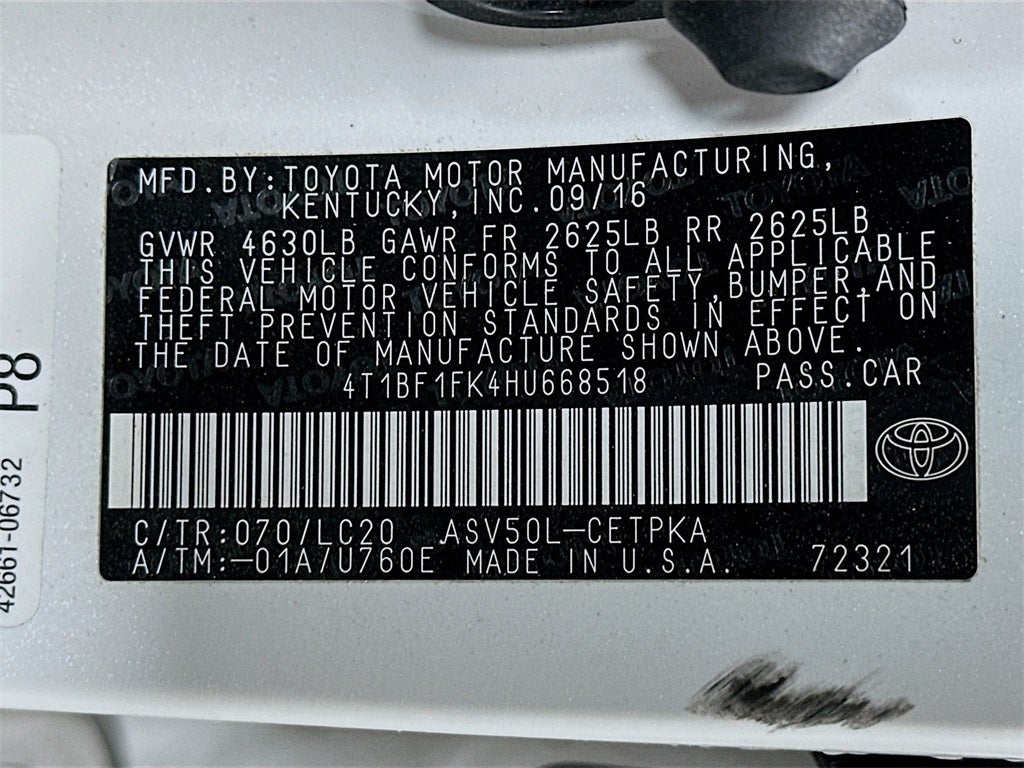 MFD.BY:TOYOTA MOTOR MANUFACTURING,
KENTUCKY,INC.09/16
GVWR 4630LB GAWR FR 2625LB RR 2625LB
THIS VEHICLE CONFORMS TO ALL APPLICABLE
FEDERAL MOTOR VEHICLE SAFETY,BUMPER,AND
THEFT PREVENTION STANDARDS IN EFFECT ON
THE DATE OF MANUFACTURE SHOWN ABOVE.
4T1BF1FK4HU668518 PASS.CAR
C/TR:070/LC20 ASV50L-CETPKA
A/TM:-01A/U760E MADE IN U.S.A. 72321
P8
42661-06732